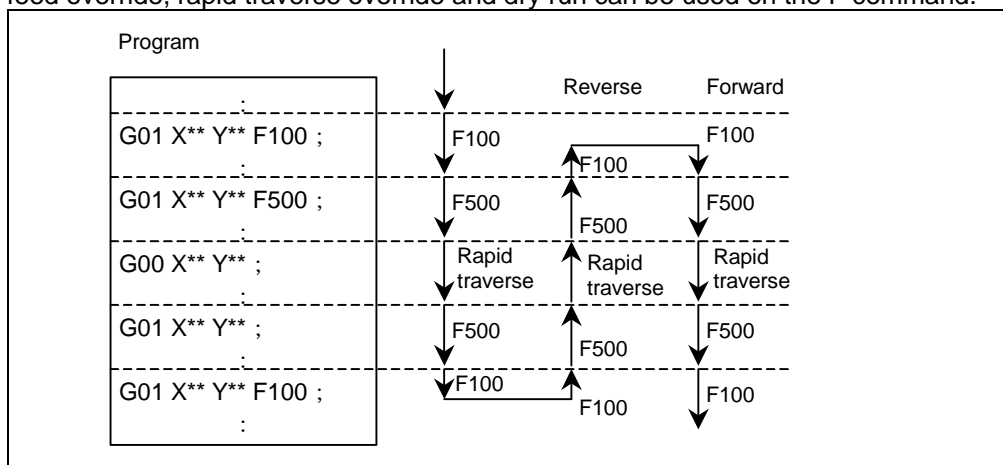 feed override, rapid traverse override and dry run can be used on the F command.
Program
Reverse Forward
:
G01 X** Y** F100 ;
:
G01 X** Y** F500 ;
:
G00 X** Y** ;
:
G01 X** Y** ;
:
G01 X** Y** F100 ;
:
F100
F500
Rapid
traverse
F500
F100
F100
F500
Rapid
traverse
F500
F100
F100
F500
Rapid
traverse
F500
F100